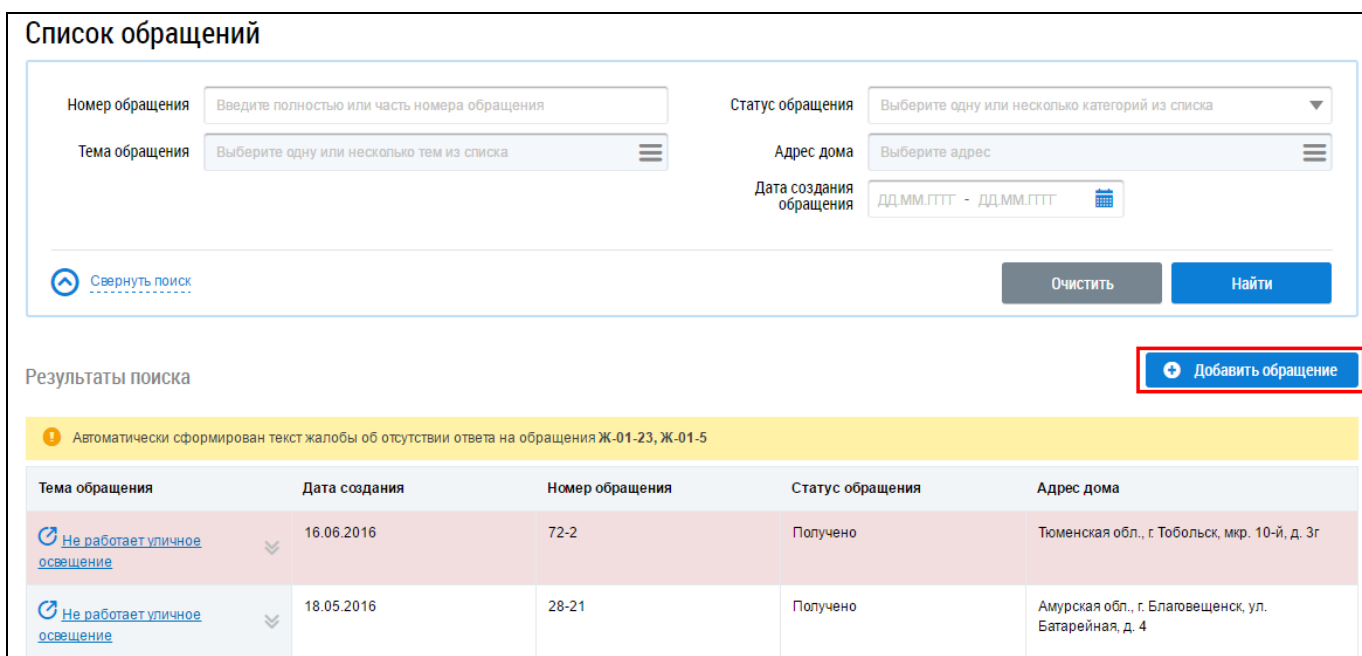 Список обращений
Номер обращения
Введите полностью или часть номера обращения
Статус обращения
Выберите одну или несколько категорий из списка
Тема обращения
Выберите одну или несколько тем из списка
Адрес дома
Выберите адрес
Дата создания
обращения
ДД.ММ.ГГГГ - ДД.ММ.ГГГГ
Свернуть поиск
Очистить
Найти
Результаты поиска
Добавить обращение
Автоматически сформирован текст жалобы об отсутствии ответа на обращения Ж-01-23, Ж-01-5
Тема обращения
Дата создания
Номер обращения
Статус обращения
Адрес дома
Не работает уличное
освещение
16.06.2016
72-2
Получено
Тюменская обл., г. Тобольск, мкр. 10-й, д. 3г
Не работает уличное
освещение
18.05.2016
28-21
Получено
Амурская обл., г. Благовещенск, ул.
Батарейная, д. 4